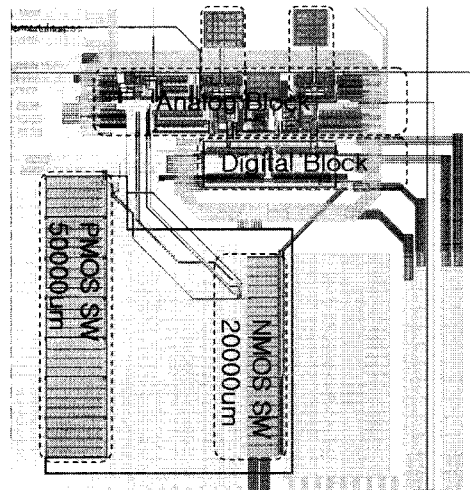 Analog Block
Digital Block
PMOS SW
50000um
NMOS SW
20000um